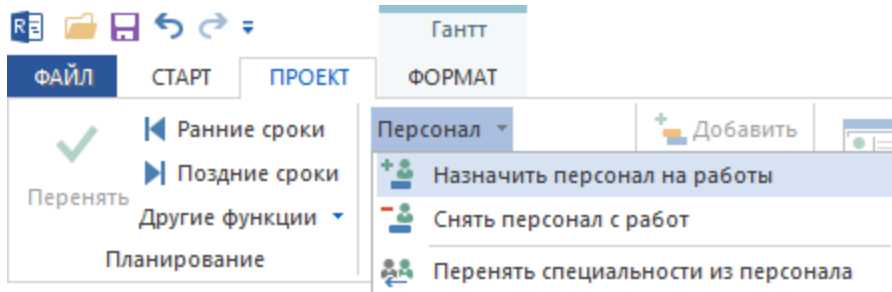 Гантт
ФАЙЛ СТАРТ ПРОЕКТ ФОРМАТ
Перенять
Ранние сроки
Поздние сроки
Другие функции
Планирование
Персонал
Добавить
Назначить персонал на работы
Снять персонал с работ
Перенять специальности из персонала